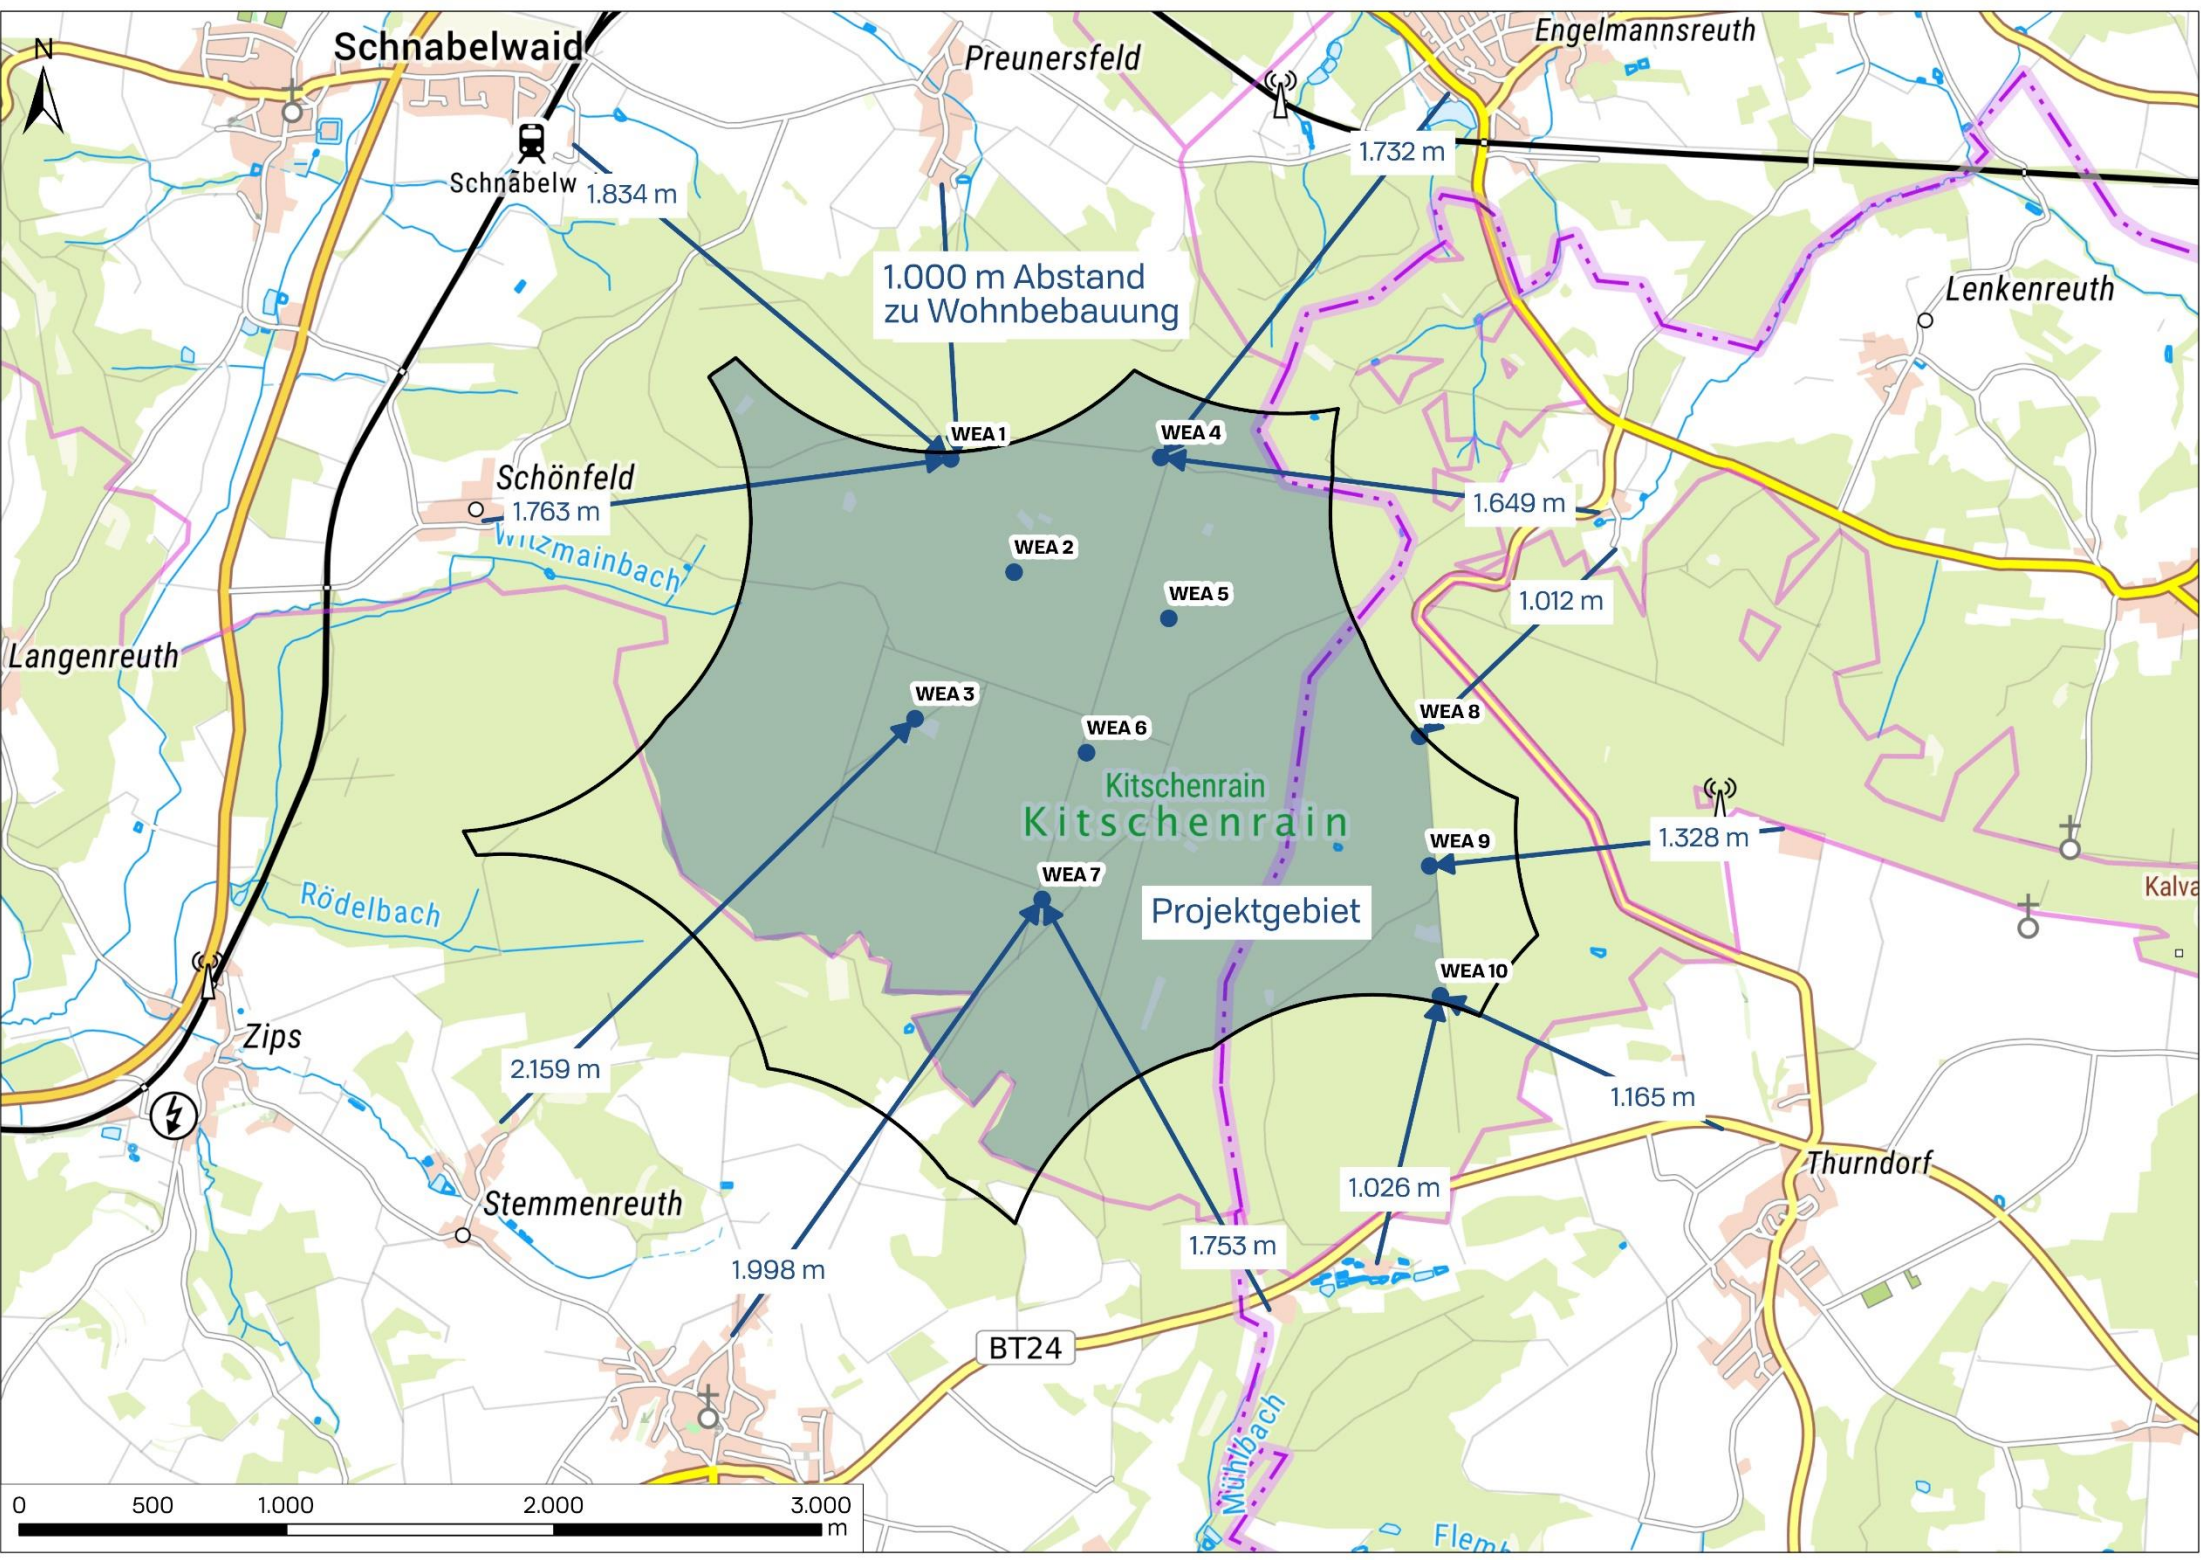 N
Schnabelwaid
Preunersfeld
Engelmannsreuth
1.732 m
Schnabelw
1.834 m
1.000 m Abstand
zu Wohnbebauung
Lenkenreuth
WEA 1
WEA 4
Schönfeld
1.763 m
1.649 m
Witzmainbach
WEA 2
WEA 5
1.012 m
Langenreuth
WEA 3
WEA 8
WEA 6
Kitschenrain
Kitschenrain
WEA 9
1.328 m
WEA 7
Kalva
Rödelbach
Projektgebiet
WEA 10
Zips
2.159 m
1.165 m
Thurndorf
Stemmenreuth
1.026 m
1.753 m
1.998 m
BT24
Mühlbach
0 500 1.000 2.000 3.000
m